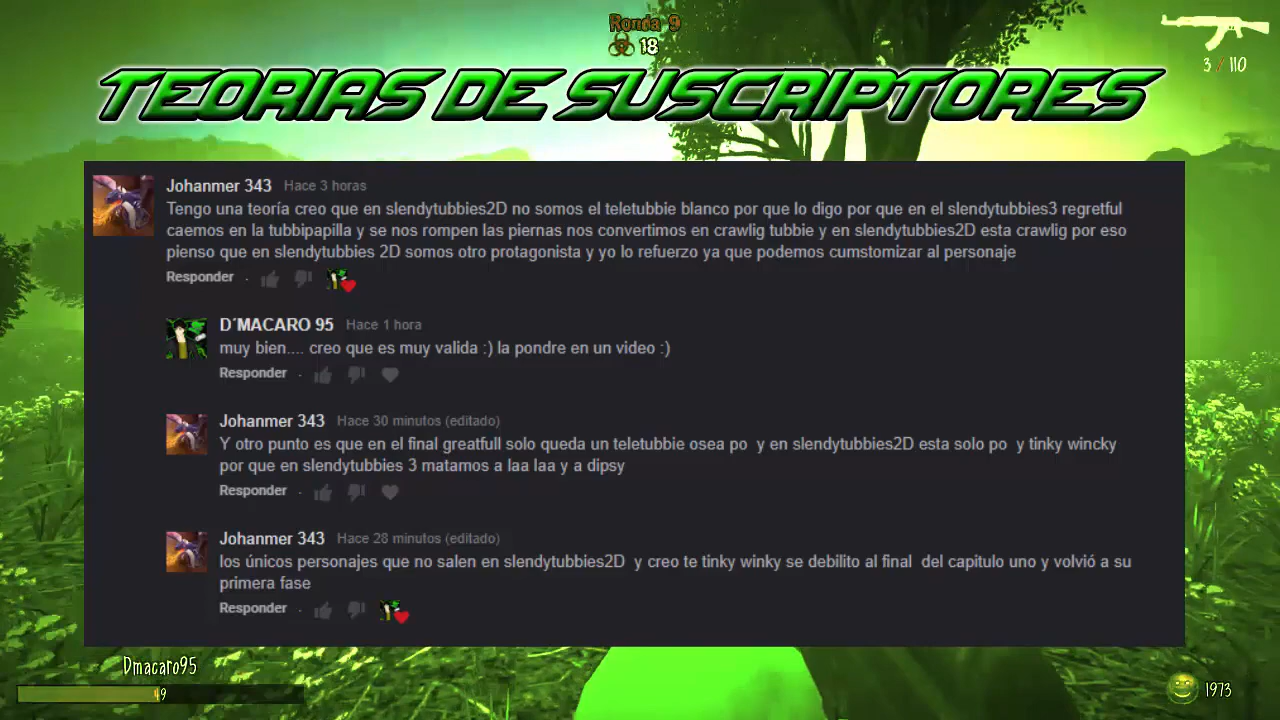 Ronda 9
18
3 / 110
TEORIAS DE SUSCRIPTORES
Johanmer 343 Hace 3 horas
Tengo una teoría creo que en slendytubbies2D no somos el teletubbie blanco por que lo digo por que en el slendytubbies3 regretful
caemos en la tubbipapilla y se nos rompen las piernas nos convertimos en crawlig tubbie y en slendytubbies2D esta crawlig por eso
pienso que en slendytubbies 2D somos otro protagonista y yo lo refuerzo ya que podemos cumstomizar al personaje
Responder .
D´MACARO 95 Hace 1 hora
muy bien.... creo que es muy valida :) la pondre en un video :)
Responder .
Johanmer 343 Hace 30 minutos (editado)
Y otro punto es que en el final greatfull solo queda un teletubbie osea po y en slendytubbies2D esta solo po y tinky wincky
por que en slendytubbies 3 matamos a laa laa y a dipsy
Responder .
Johanmer 343 Hace 28 minutos (editado)
los únicos personajes que no salen en slendytubbies2D y creo te tinky winky se debilito al final del capitulo uno y volvió a su
primera fase
Responder .
Dmacaro95
49
1973